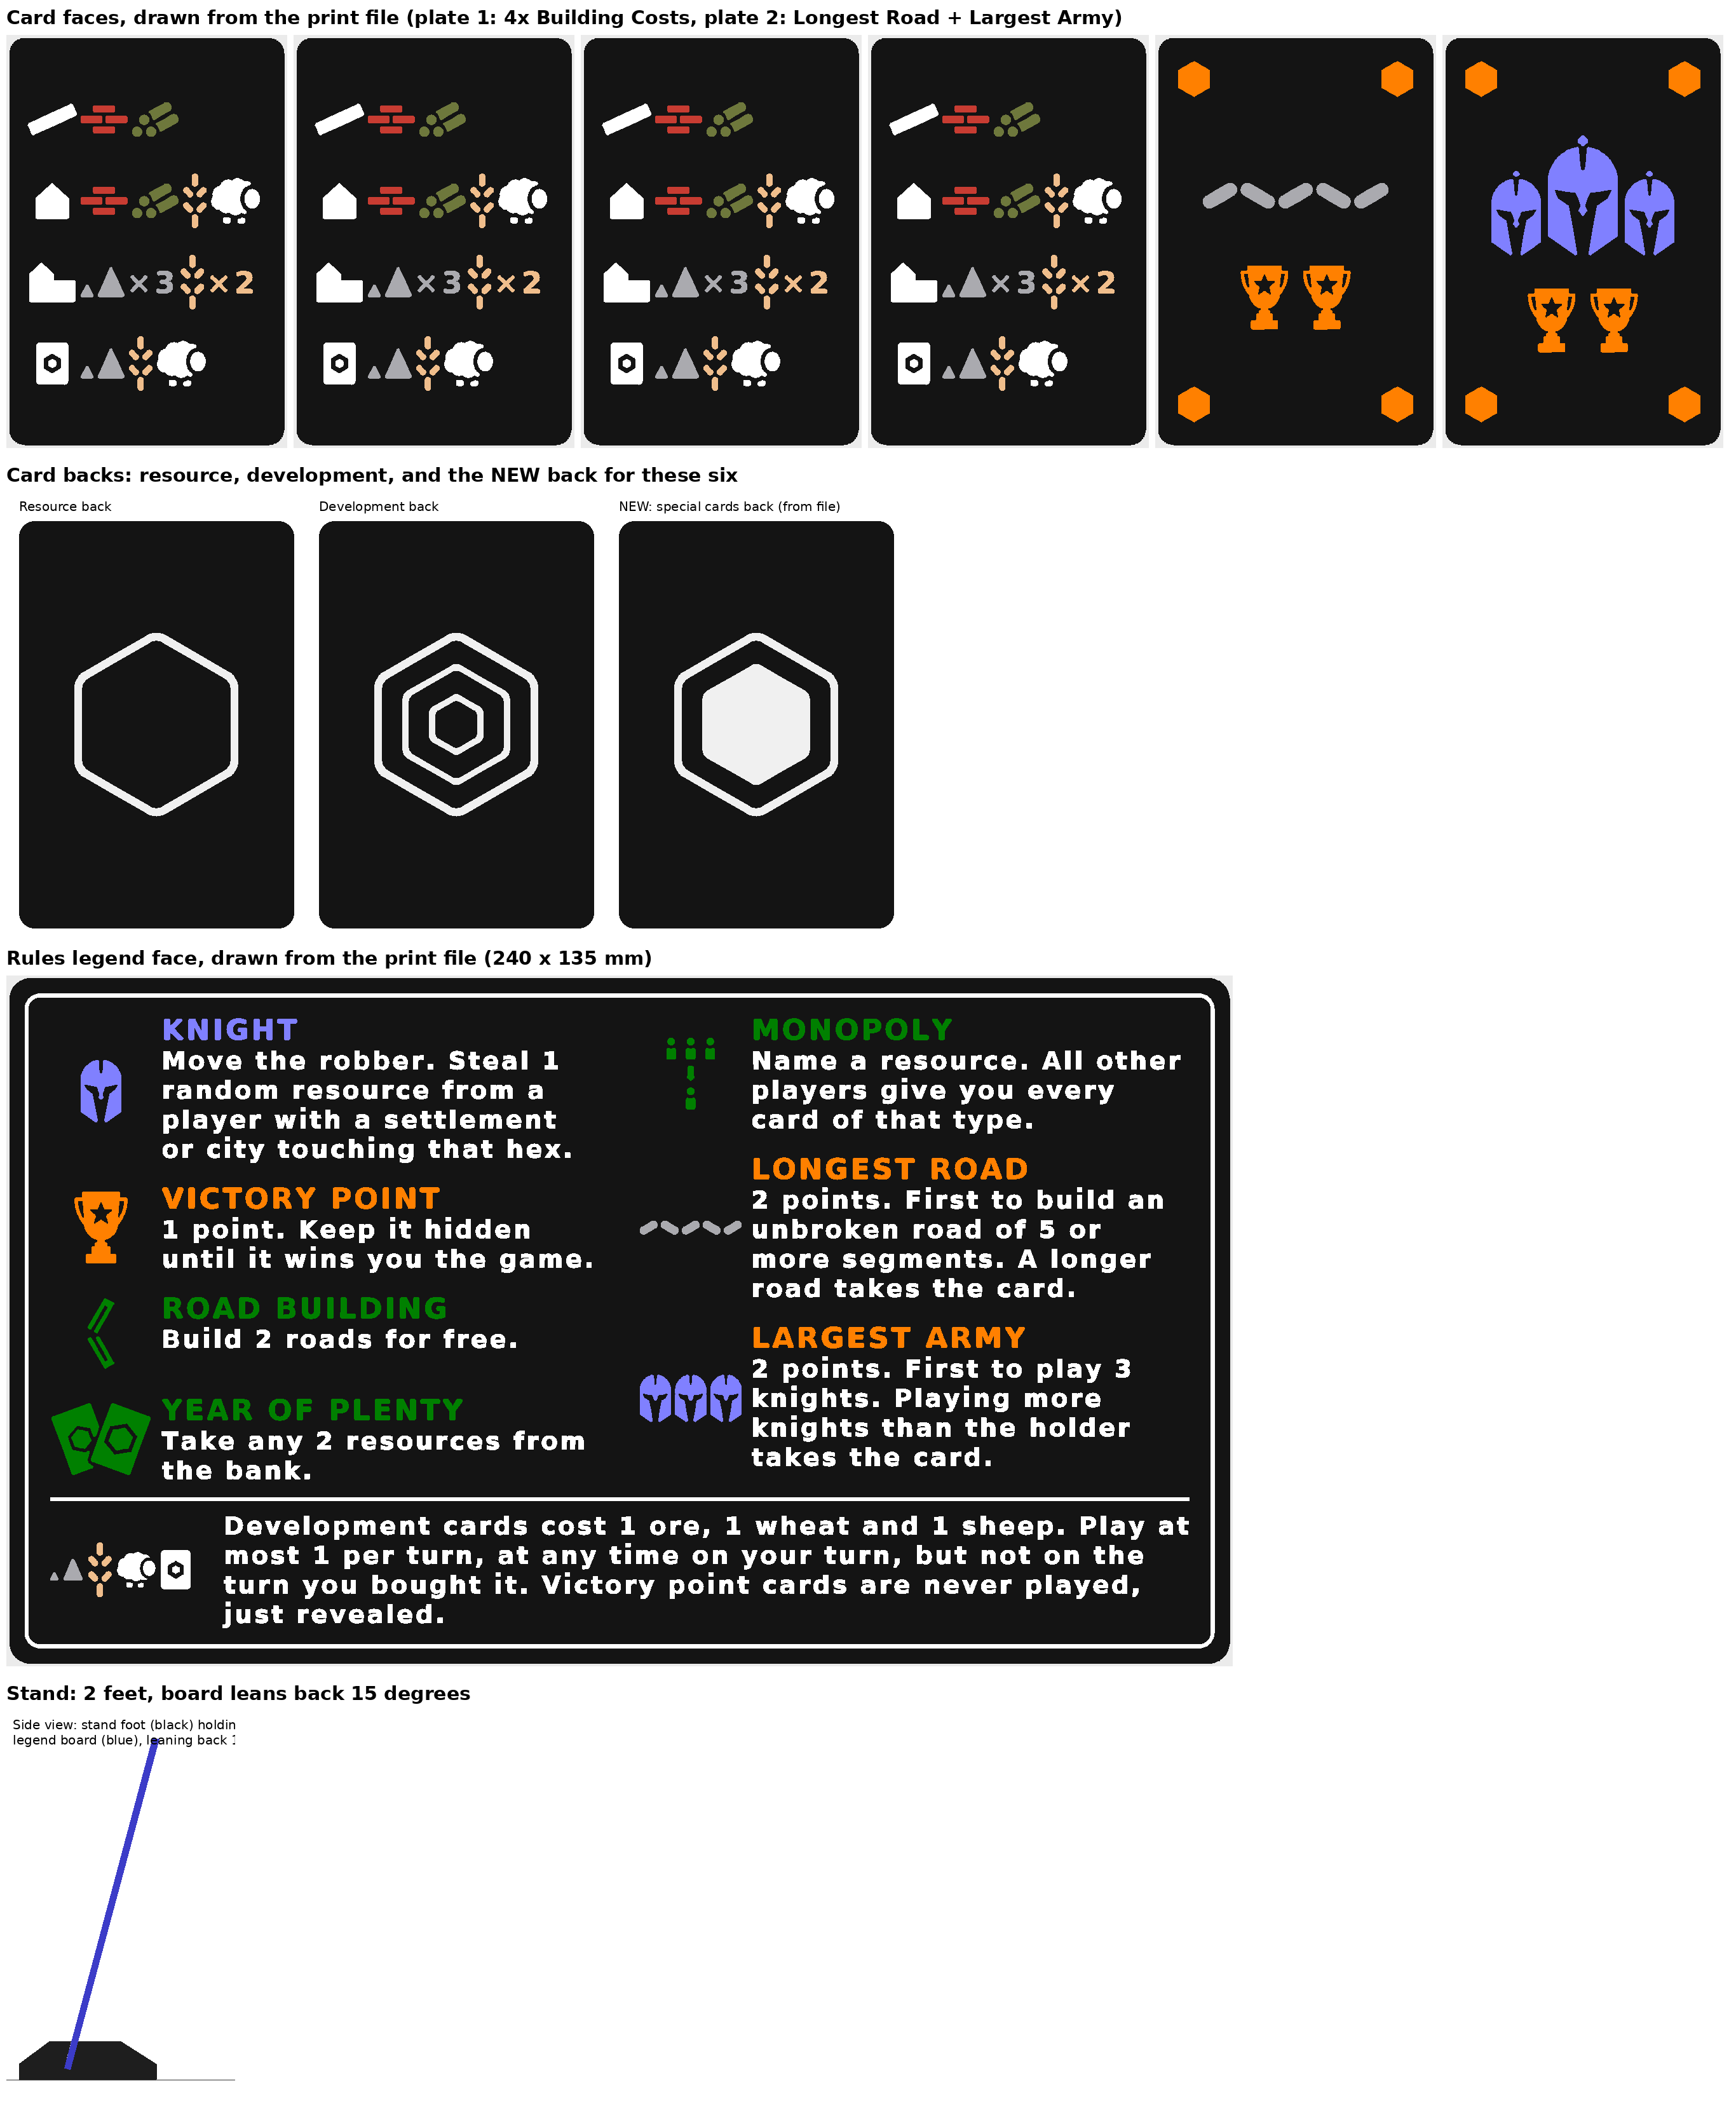 Card faces, drawn from the print file (plate 1: 4x Building Costs, plate 2: Longest Road + Largest Army)
×3 ×2
×3 ×2
×3 ×2
×3 ×2
Card backs: resource, development, and the NEW back for these six
Resource back
Development back
NEW: special cards back (from file)
Rules legend face, drawn from the print file (240 x 135 mm)
KNIGHT
Move the robber. Steal 1
random resource from a
player with a settlement
or city touching that hex.
VICTORY POINT
1 point. Keep it hidden
until it wins you the game.
ROAD BUILDING
Build 2 roads for free.
YEAR OF PLENTY
Take any 2 resources from
the bank.
MONOPOLY
Name a resource. All other
players give you every
card of that type.
LONGEST ROAD
2 points. First to build an
unbroken road of 5 or
more segments. A longer
road takes the card.
LARGEST ARMY
2 points. First to play 3
knights. Playing more
knights than the holder
takes the card.
Development cards cost 1 ore, 1 wheat and 1 sheep. Play at
most 1 per turn, at any time on your turn, but not on the
turn you bought it. Victory point cards are never played,
just revealed.
Stand: 2 feet, board leans back 15 degrees
Side view: stand foot (black) holdin
legend board (blue), leaning back